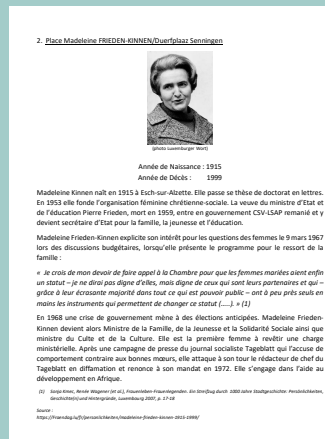 2. Place Madeleine FRIEDEN-KINNEN/Duerfplaaz Senningen
(photo Luxemburger Wort)
Année de Naissance : 1915
Année de Décès : 1999
Madeleine Kinnen naît en 1915 à Esch-sur-Alzette. Elle passe se thèse de doctorat en lettres.
En 1953 elle fonde l'organisation féminine chrétienne-sociale. La veuve du ministre d'Etat et
de l'éducation Pierre Frieden, mort en 1959, entre en gouvernement CSV-LSAP remanié et y
devient secrétaire d'Etat pour la famille, la jeunesse et l'éducation.
Madeleine Frieden-Kinnen explicite son intérêt pour les questions des femmes le 9 mars 1967
lors des discussions budgétaires, lorsqu'elle présente le programme pour le ressort de la
famille :
« Je crois de mon devoir de faire appel à la Chambre pour que les femmes mariées aient enfin
un statut – je ne dirai pas digne d'elles, mais digne de ceux qui sont leurs partenaires et qui –
grâce à leur écrasante majorité dans tout ce qui est pouvoir public – ont à peu près seuls en
mains les instruments qui permettent de changer ce statut (.....). » (1)
En 1968 une crise de gouvernement mène à des élections anticipées. Madeleine Frieden-
Kinnen devient alors Ministre de la Famille, de la Jeunesse et la Solidarité Sociale ainsi que
ministre du Culte et de la Culture. Elle est la première femme à revêtir une charge
ministérielle. Après une campagne de presse du journal socialiste Tageblatt qui l'accuse de
comportement contraire aux bonnes mœurs, elle attaque à son tour le rédacteur de chef du
Tageblatt en diffamation et renonce à son mandat en 1972. Elle s'engage dans l'aide au
développement en Afrique.
(1) Sonja Kmec, Renée Wagener (et al.), Frauenleben-Frauenlegenden. Ein Streifzug durch 1000 Jahre Stadtgeschichte: Persönlichkeiten,
Geschichte(n) und Hintergründe, Luxembourg 2007, p. 17-18
Source :
https://fraendag.lu/fr/persoenlichkeiten/madeleine-frieden-kinnen-1915-1999/